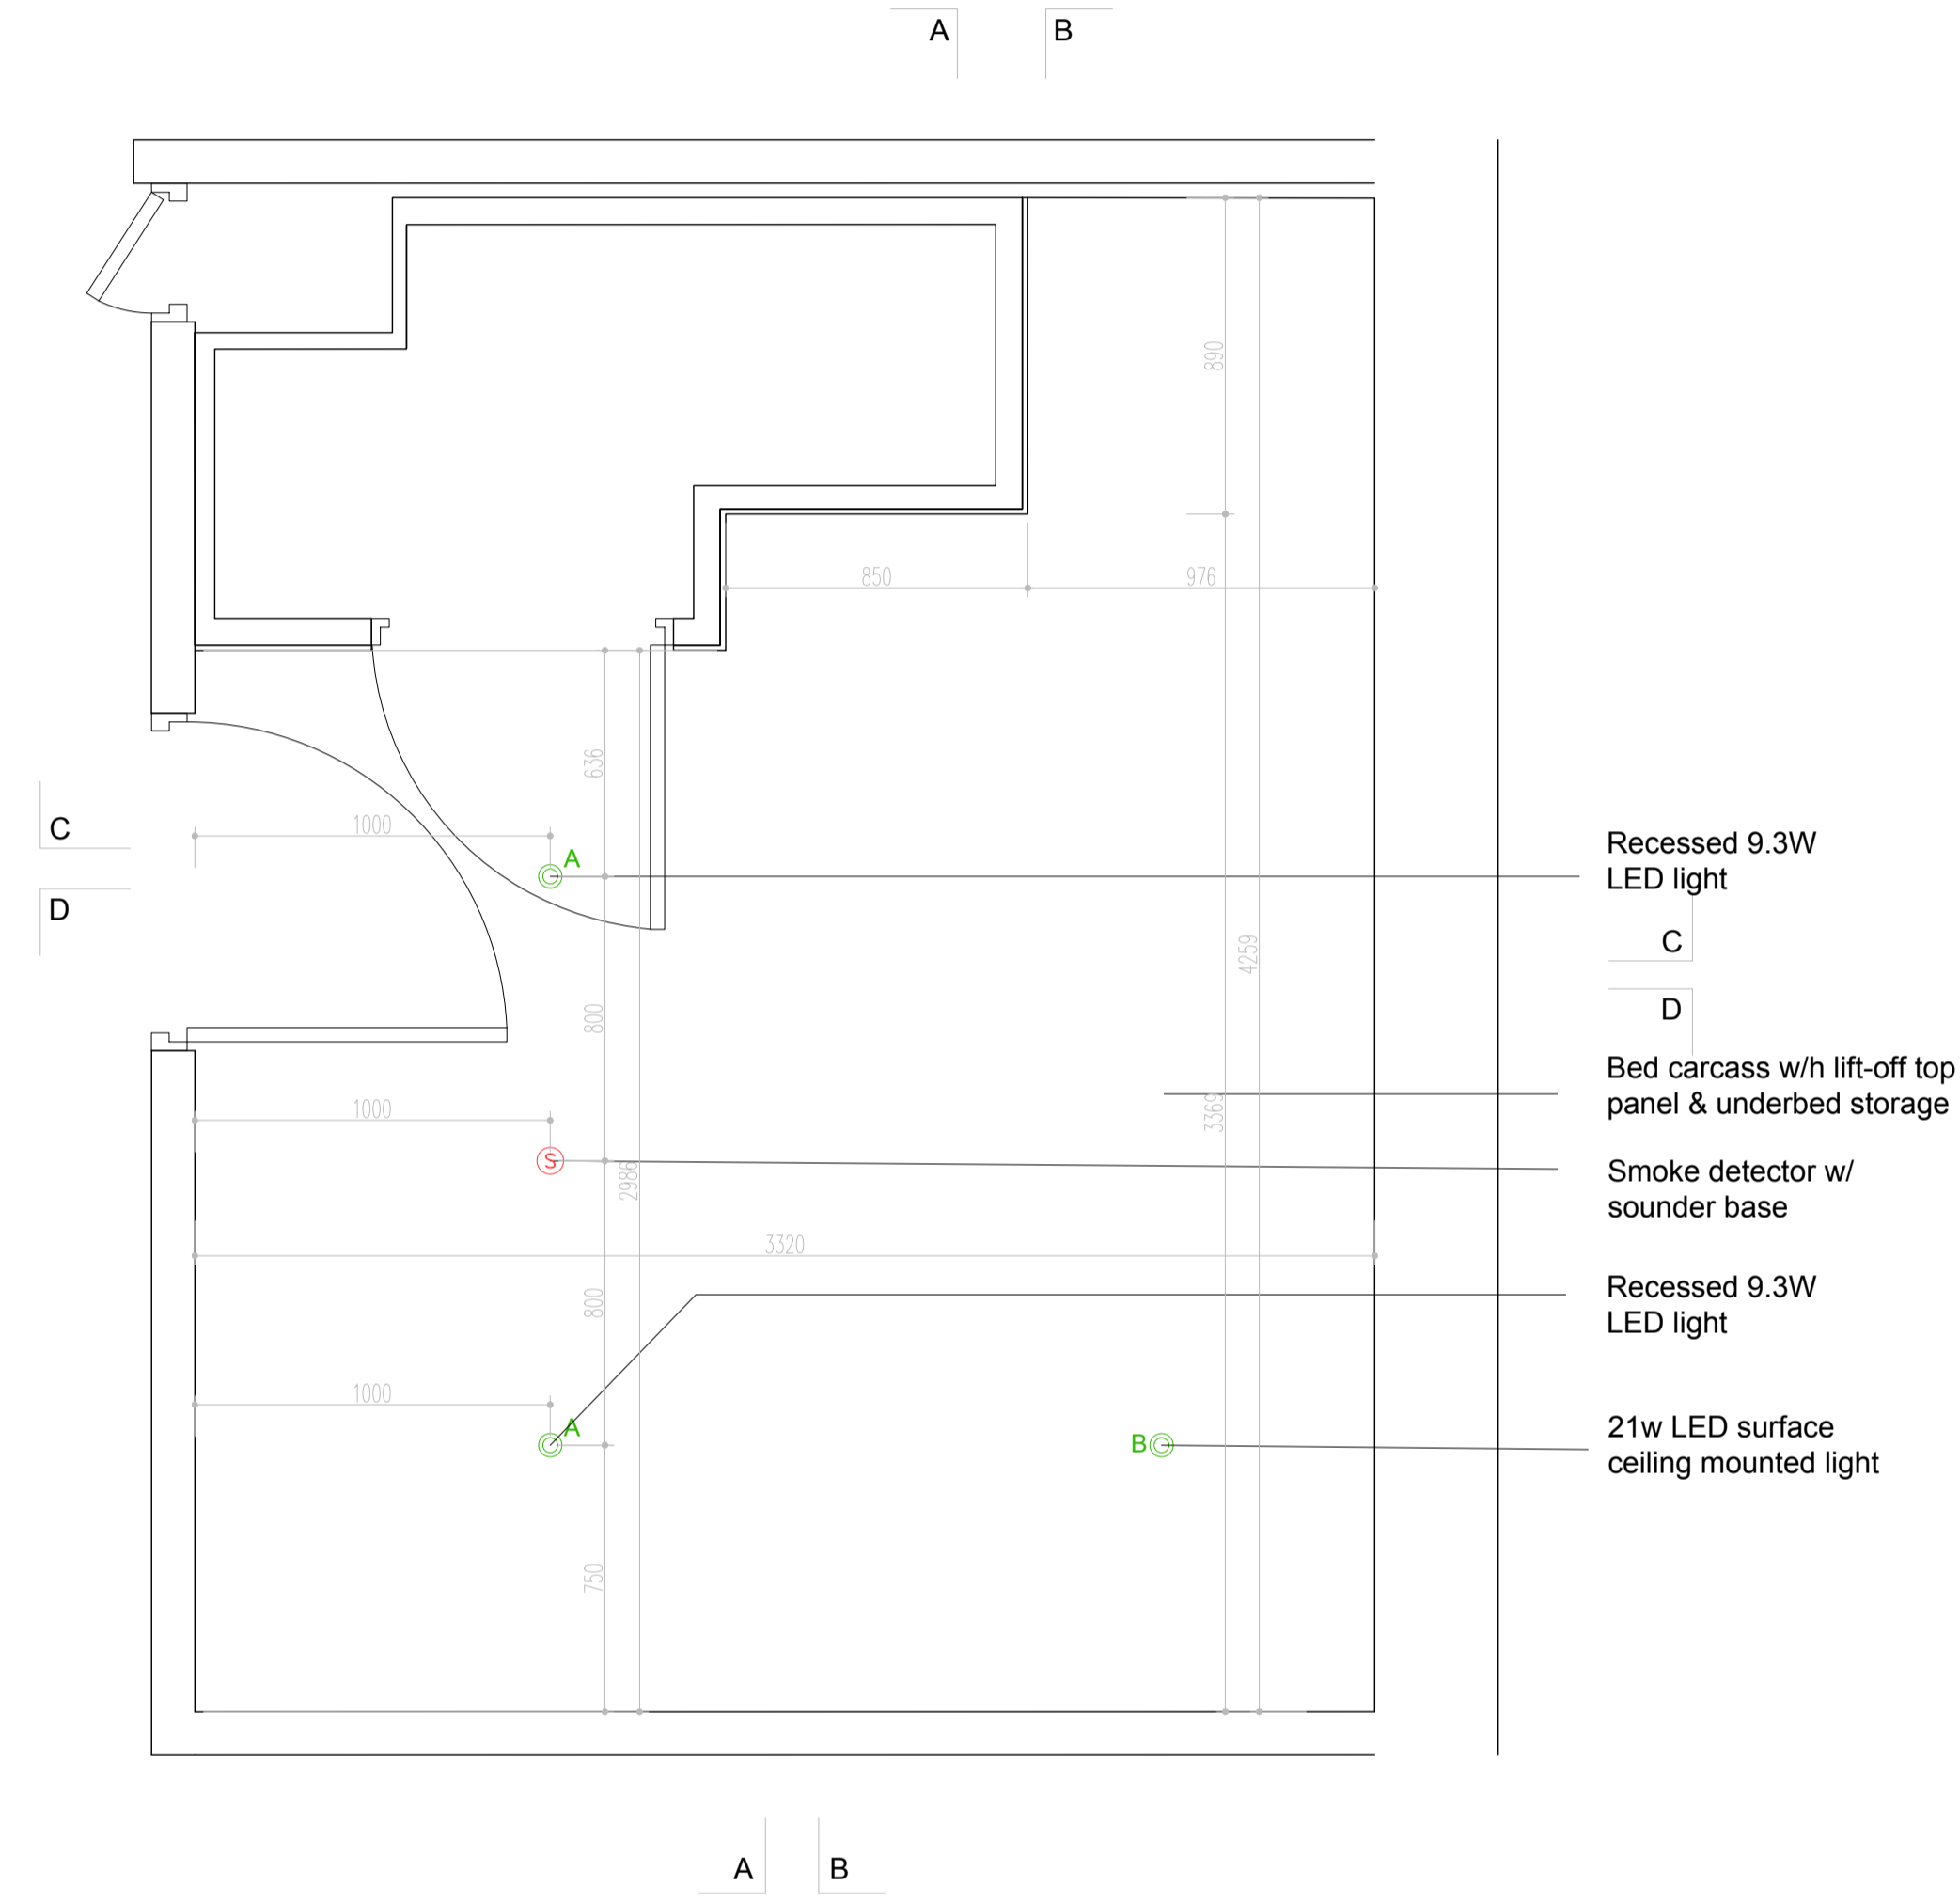 A
B
890
850
976
636
1000
A
C
D
Recessed 9.3W
LED light
C
D
4259
800
Bed carcass w/h lift-off top
panel & underbed storage
3369
1000
S
2986
Smoke detector w/
sounder base
3320
800
Recessed 9.3W
LED light
1000
A
B
21w LED surface
ceiling mounted light
750
A
B